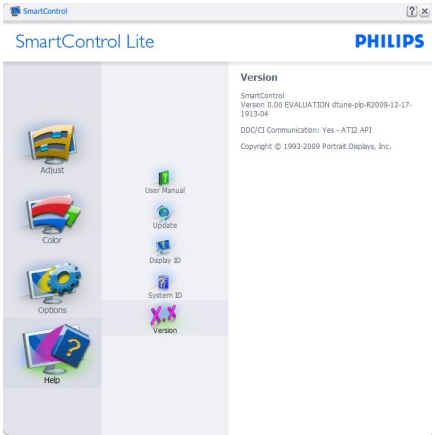 SmartControl
SmartControl Lite
PHILIPS
Adjust
Color
Options
Help
User Manual
Update
Display ID
System ID
X.X
Version
Version
SmartControl
Version 0.00 EVALUATION dtune-plp-R2009-12-17-
1913-04
DDC/CI Communication: Yes - ATI2 API
Copyright © 1993-2009 Portrait Displays, Inc.